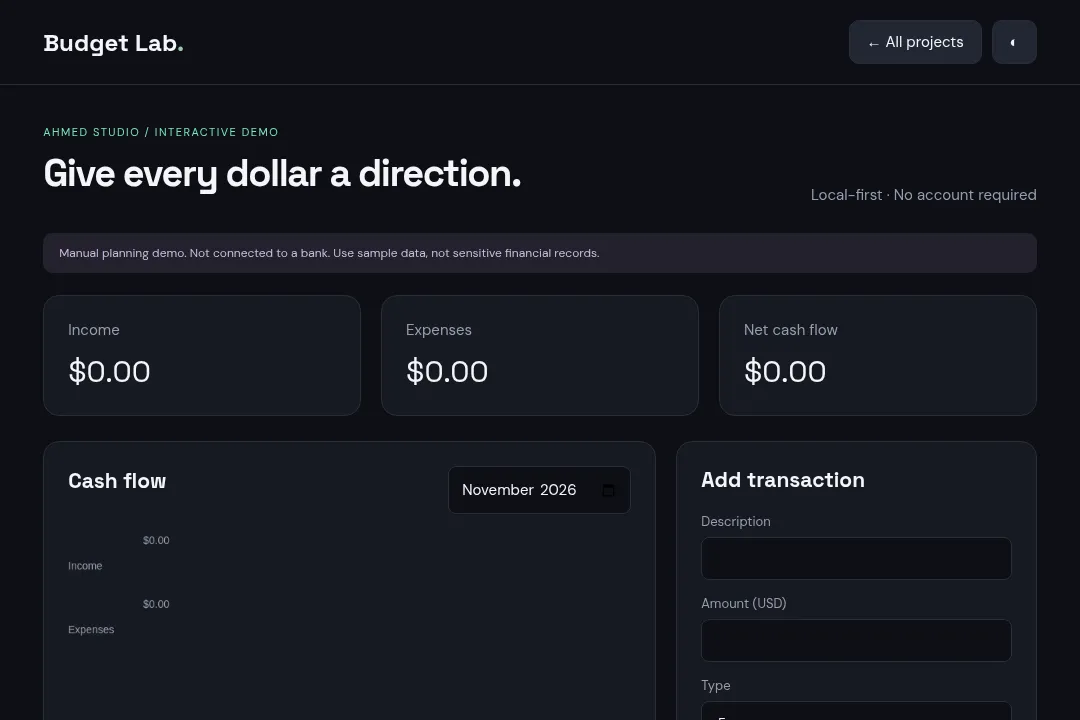 Budget Lab.
← All projects
AHMED STUDIO / INTERACTIVE DEMO
Give every dollar a direction.
Local-first · No account required
Manual planning demo. Not connected to a bank. Use sample data, not sensitive financial records.
Income
$0.00
Expenses
$0.00
Net cash flow
$0.00
Cash flow
November 2026
$0.00
Income
$0.00
Expenses
Add transaction
Description
Amount (USD)
Type